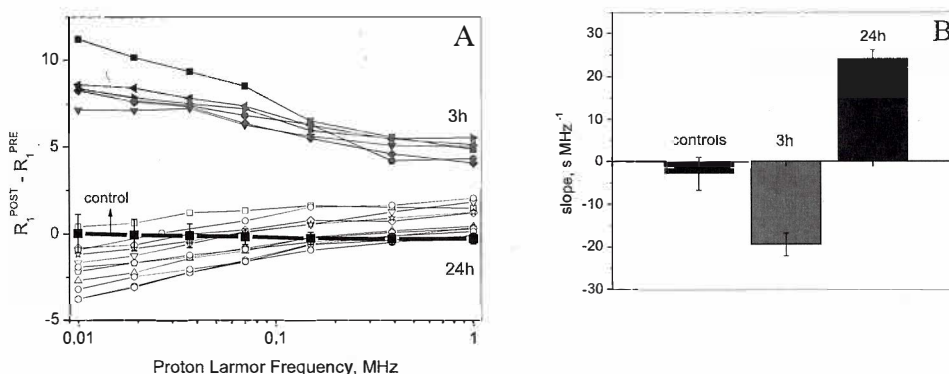 A
10
5
0
-5
R₁ᴾᴼˢᵀ - R₁ᴾᴿᴱ
3h
control
24h
0,01
0,1
1
Proton Larmor Frequency, MHz
B
30
20
10
0
-10
-20
-30
slope, s MHz⁻¹
controls
3h
24h